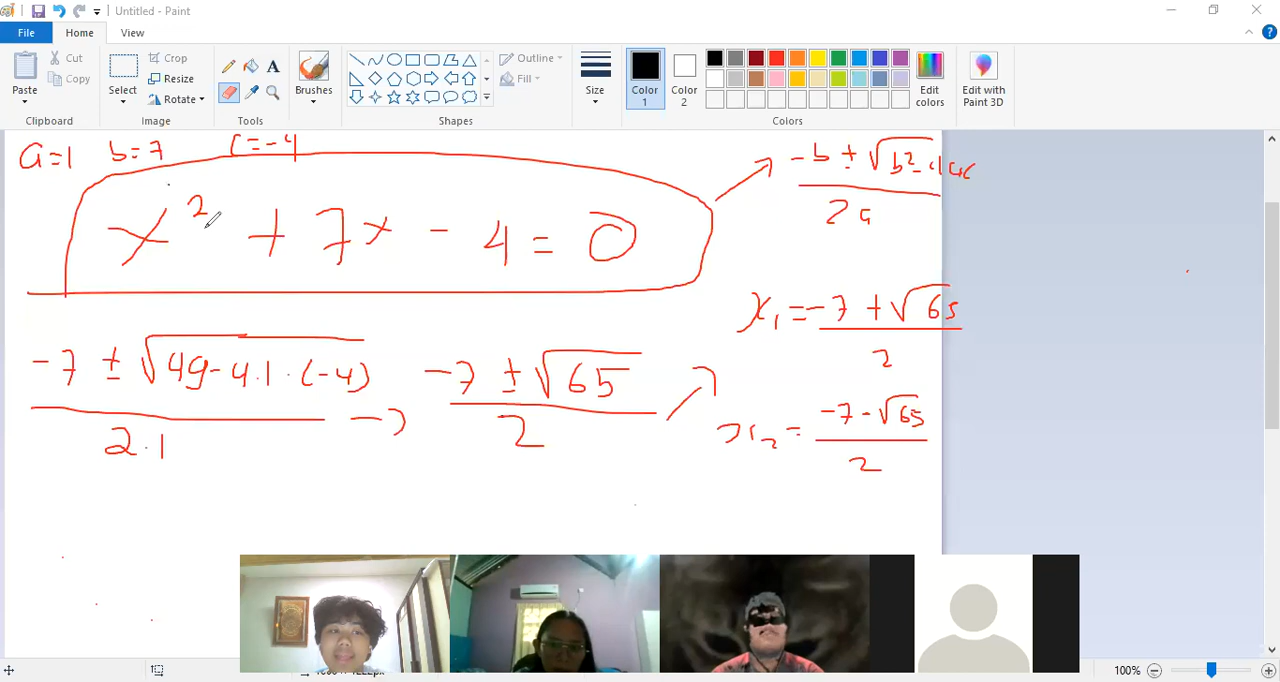 Untitled - Paint
File Home View
Paste Cut Copy
Clipboard
Select Crop Resize Rotate
Image
A
Tools
Brushes
Outline Fill
Shapes
Size
Color 1 Color 2
Edit colors
Colors
Edit with Paint 3D
a=1 b=7 c=-4
x² + 7x - 4 = 0
-b ± √b²-4ac
2a
-7 ± √49-4.1.(-4)
2.1
-7 ± √65
2
x₁ = -7 + √65
2
x₂ = -7 - √65
2
100%